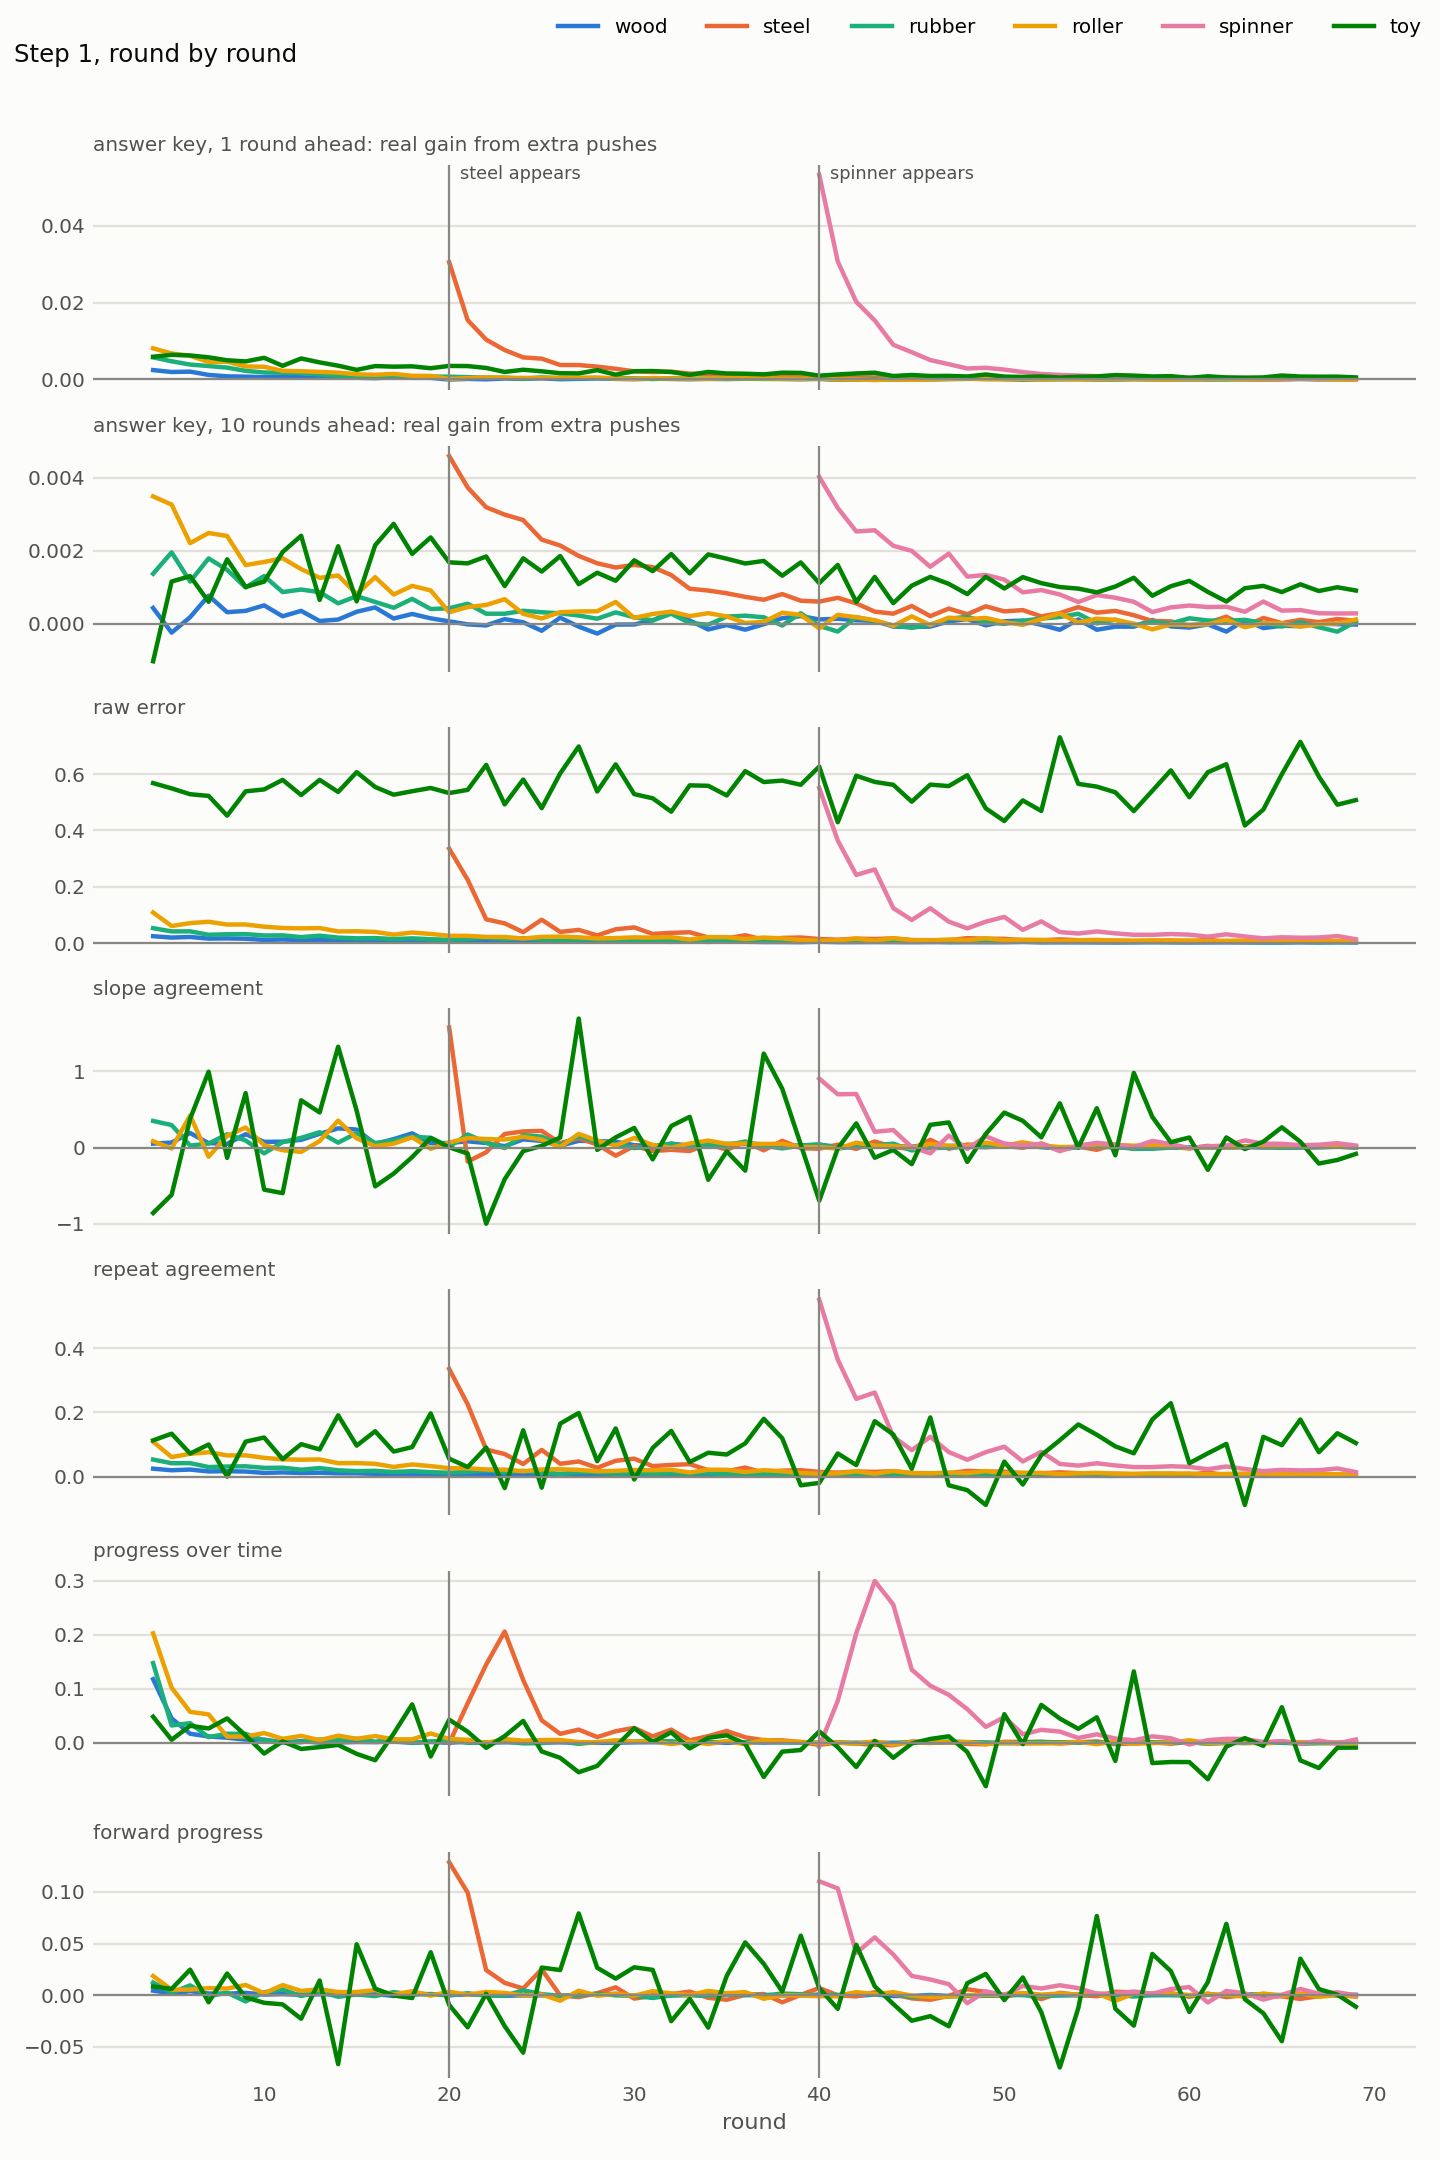 wood steel rubber roller spinner toy
Step 1, round by round
answer key, 1 round ahead: real gain from extra pushes
steel appears spinner appears
0.04
0.02
0.00
answer key, 10 rounds ahead: real gain from extra pushes
0.004
0.002
0.000
raw error
0.6
0.4
0.2
0.0
slope agreement
1
0
−1
repeat agreement
0.4
0.2
0.0
progress over time
0.3
0.2
0.1
0.0
forward progress
0.10
0.05
0.00
−0.05
10 20 30 40 50 60 70
round